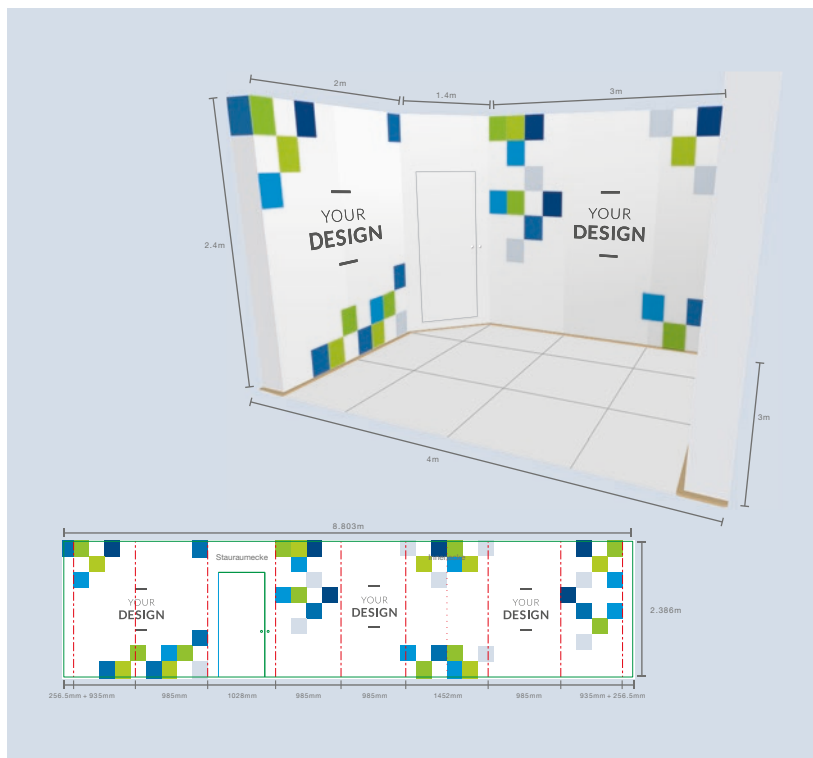 2m
1.4m
3m
2.4m
YOUR
DESIGN
YOUR
DESIGN
3m
4m
8.803m
Stauraumecke
YOUR
DESIGN
YOUR
DESIGN
YOUR
DESIGN
2.386m
256.5mm + 935mm
985mm
1028mm
985mm
985mm
1452mm
985mm
935mm + 256.5mm